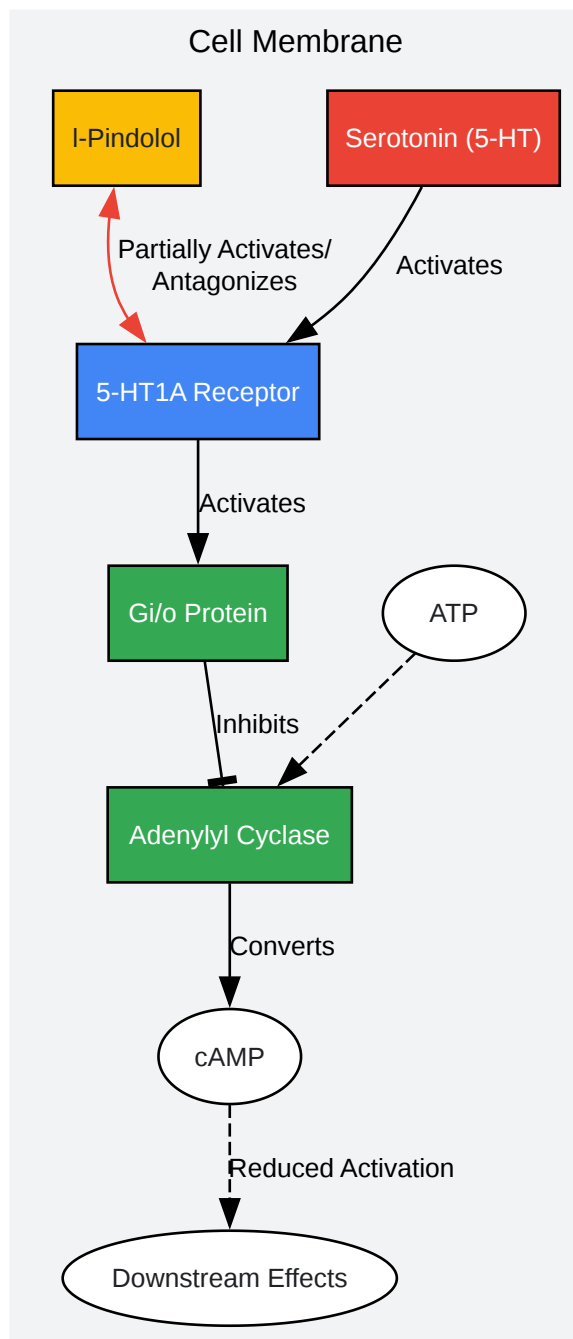 Cell Membrane
l-Pindolol
Serotonin (5-HT)
Partially Activates/
Antagonizes
Activates
5-HT1A Receptor
Activates
Gi/o Protein
ATP
Inhibits
Adenylyl Cyclase
Converts
cAMP
Reduced Activation
Downstream Effects